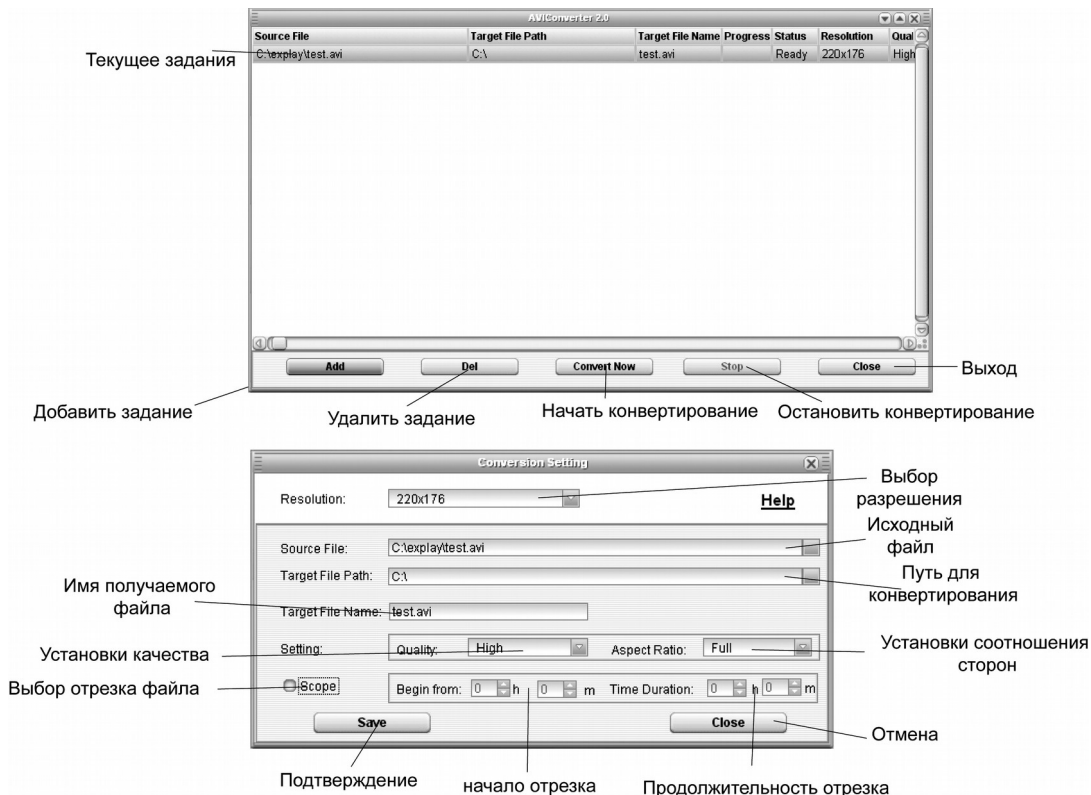 AVIConverter 2.0
Source File Target File Path Target File Name Progress Status Resolution Qual
C:\explay\test.avi C:\ test.avi Ready 220x176 High
Текущее задания
Add Del Convert Now Stop Close
Выход
Добавить задание
Удалить задание
Начать конвертирование
Остановить конвертирование
Conversion Setting
Resolution: 220x176
Help
Выбор
разрешения
Исходный
файл
Source File: C:\explay\test.avi
Target File Path: C:\
Путь для
конвертирования
Имя получаемого
файла
Target File Name: test.avi
Установки качества
Setting: Quality: High Aspect Ratio: Full
Установки соотношения
сторон
Выбор отрезка файла
Scope Begin from: 0 h 0 m Time Duration: 0 h 0 m
Save Close
Отмена
Подтверждение
начало отрезка
Продолжительность отрезка